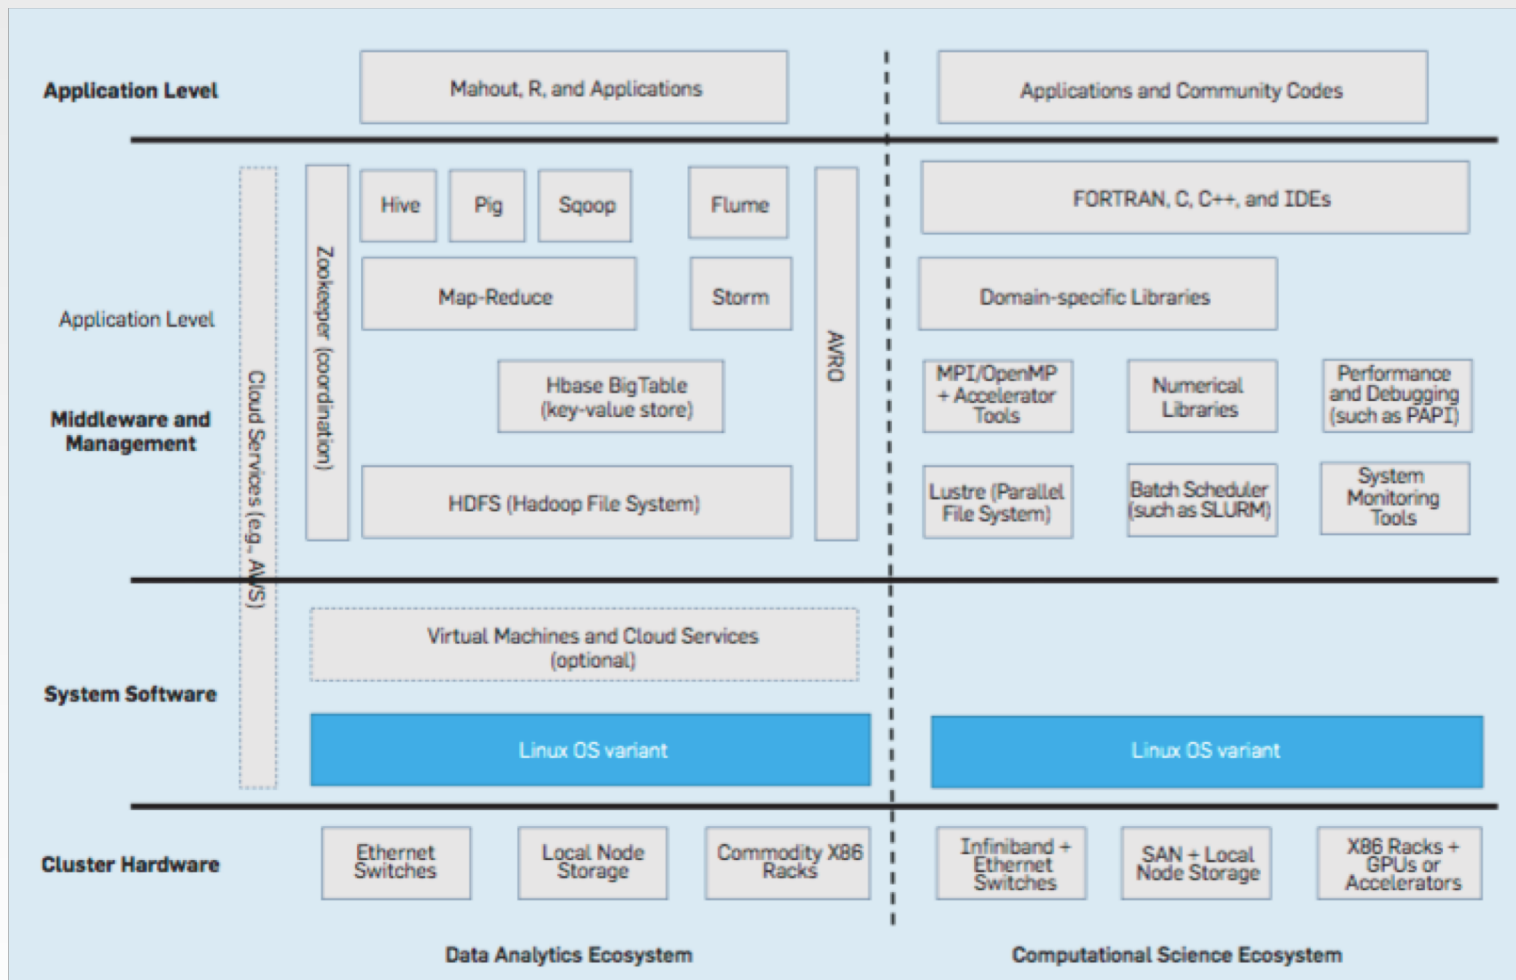 Application Level
Mahout, R, and Applications
Applications and Community Codes
Hive
Pig
Sqoop
Flume
FORTRAN, C, C++, and IDEs
Zookeeper (coordination)
Map-Reduce
Storm
AVRO
Domain-specific Libraries
Application Level
Cloud Services (e.g., AWS)
Hbase BigTable
(key-value store)
MPI/OpenMP
+ Accelerator
Tools
Numerical
Libraries
Performance
and Debugging
(such as PAPI)
Middleware and
Management
HDFS (Hadoop File System)
Lustre (Parallel
File System)
Batch Scheduler
(such as SLURM)
System
Monitoring
Tools
Virtual Machines and Cloud Services
(optional)
System Software
Linux OS variant
Linux OS variant
Cluster Hardware
Ethernet
Switches
Local Node
Storage
Commodity X86
Racks
Infiniband +
Ethernet
Switches
SAN + Local
Node Storage
X86 Racks +
GPUs or
Accelerators
Data Analytics Ecosystem
Computational Science Ecosystem